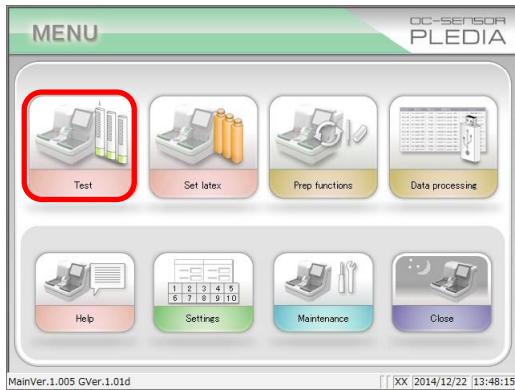 MENU
OC-SENSOR
PLEDIA
Test
Set latex
Prep functions
Data processing
1 2 3 4 5
6 7 8 9 10
Help
Settings
Maintenance
Close
MainVer.1.005 GVer.1.01d
XX 2014/12/22 13:48:15